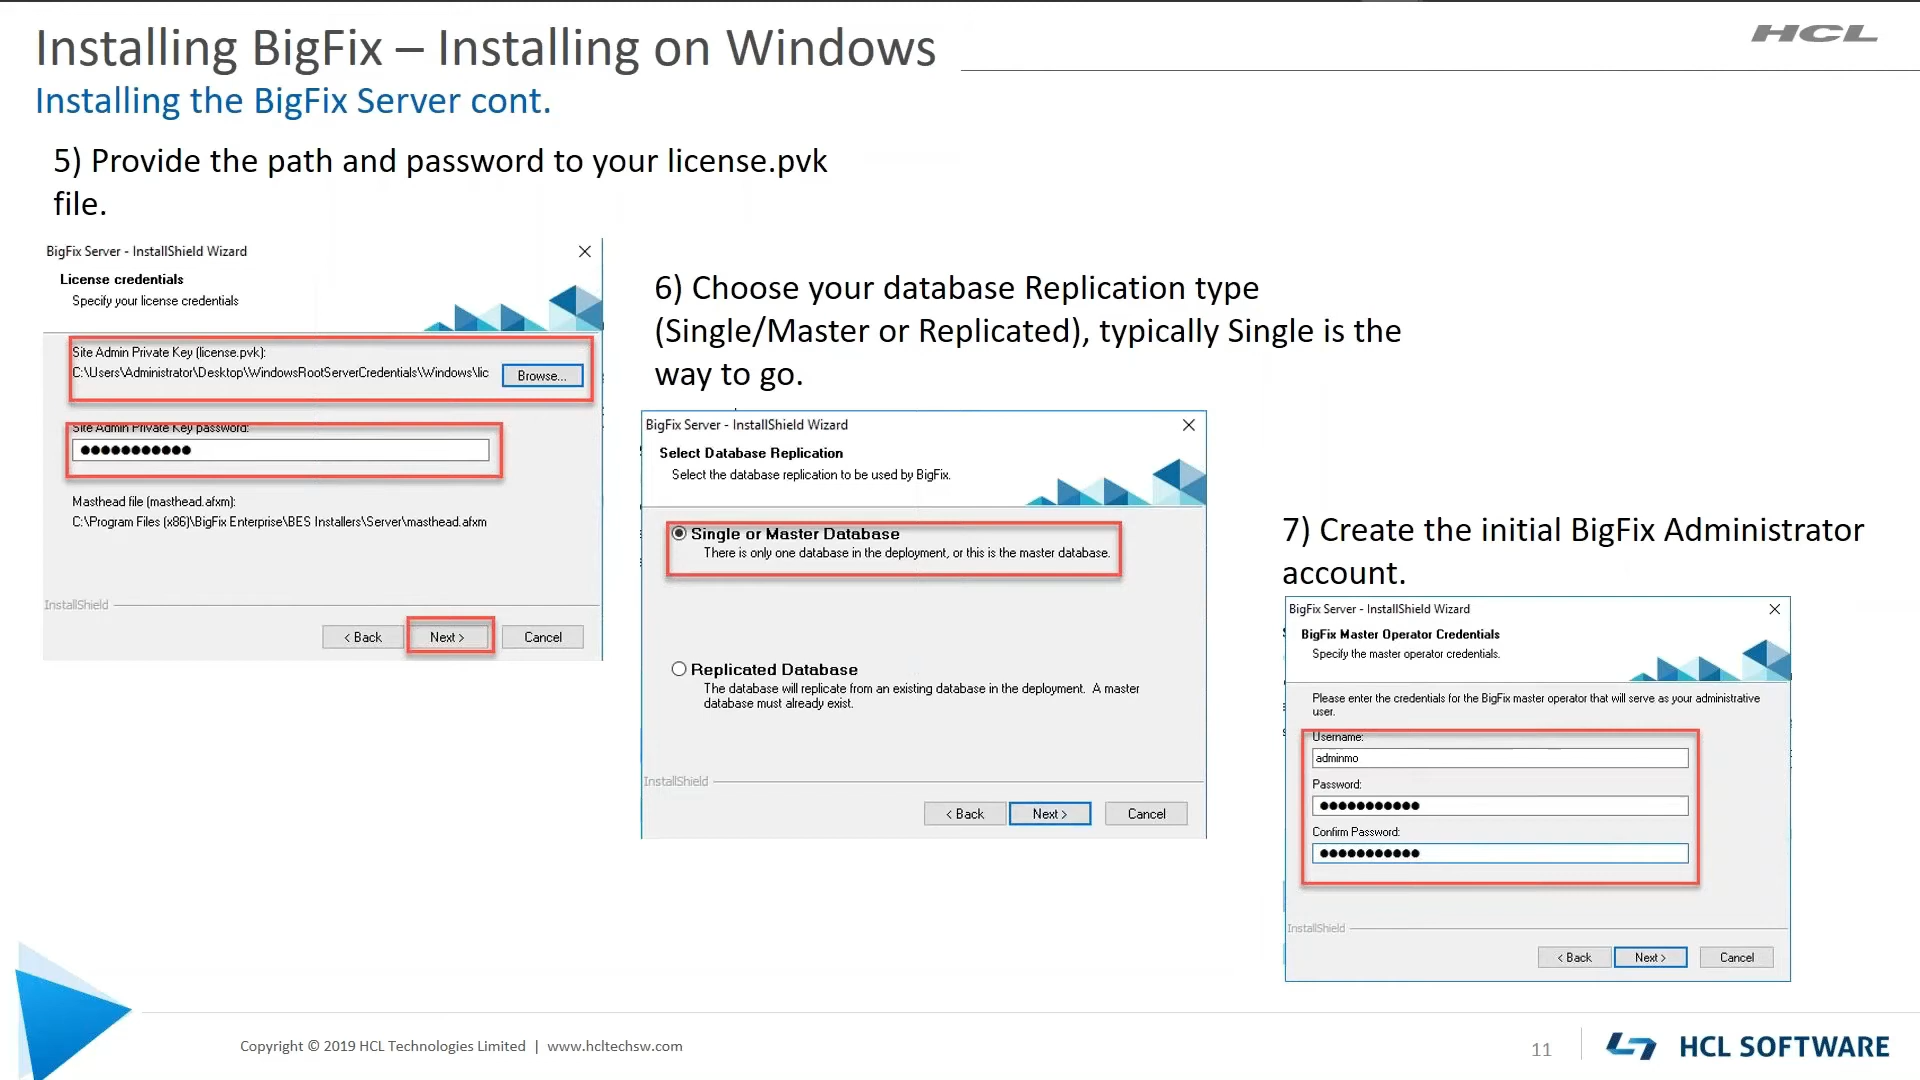 Installing BigFix – Installing on Windows
HCL
Installing the BigFix Server cont.
5) Provide the path and password to your license.pvk
file.
BigFix Server - InstallShield Wizard
License credentials
Specify your license credentials
Site Admin Private Key (license.pvk):
C:\Users\Administrator\Desktop\WindowsRootServerCredentials\Windows\lic
Browse...
Site Admin Private Key password:
Masthead file (masthead.afxm):
C:\Program Files (x86)\BigFix Enterprise\BES Installers\Server\masthead.afxm
InstallShield
< Back
Next >
Cancel
6) Choose your database Replication type
(Single/Master or Replicated), typically Single is the
way to go.
BigFix Server - InstallShield Wizard
Select Database Replication
Select the database replication to be used by BigFix.
Single or Master Database
There is only one database in the deployment, or this is the master database.
Replicated Database
The database will replicate from an existing database in the deployment. A master
database must already exist.
InstallShield
< Back
Next >
Cancel
7) Create the initial BigFix Administrator
account.
BigFix Server - InstallShield Wizard
BigFix Master Operator Credentials
Specify the master operator credentials.
Please enter the credentials for the BigFix master operator that will serve as your administrative
user.
Username:
adminmo
Password:
Confirm Password:
InstallShield
< Back
Next >
Cancel
Copyright © 2019 HCL Technologies Limited | www.hcltechsw.com
11
HCL SOFTWARE